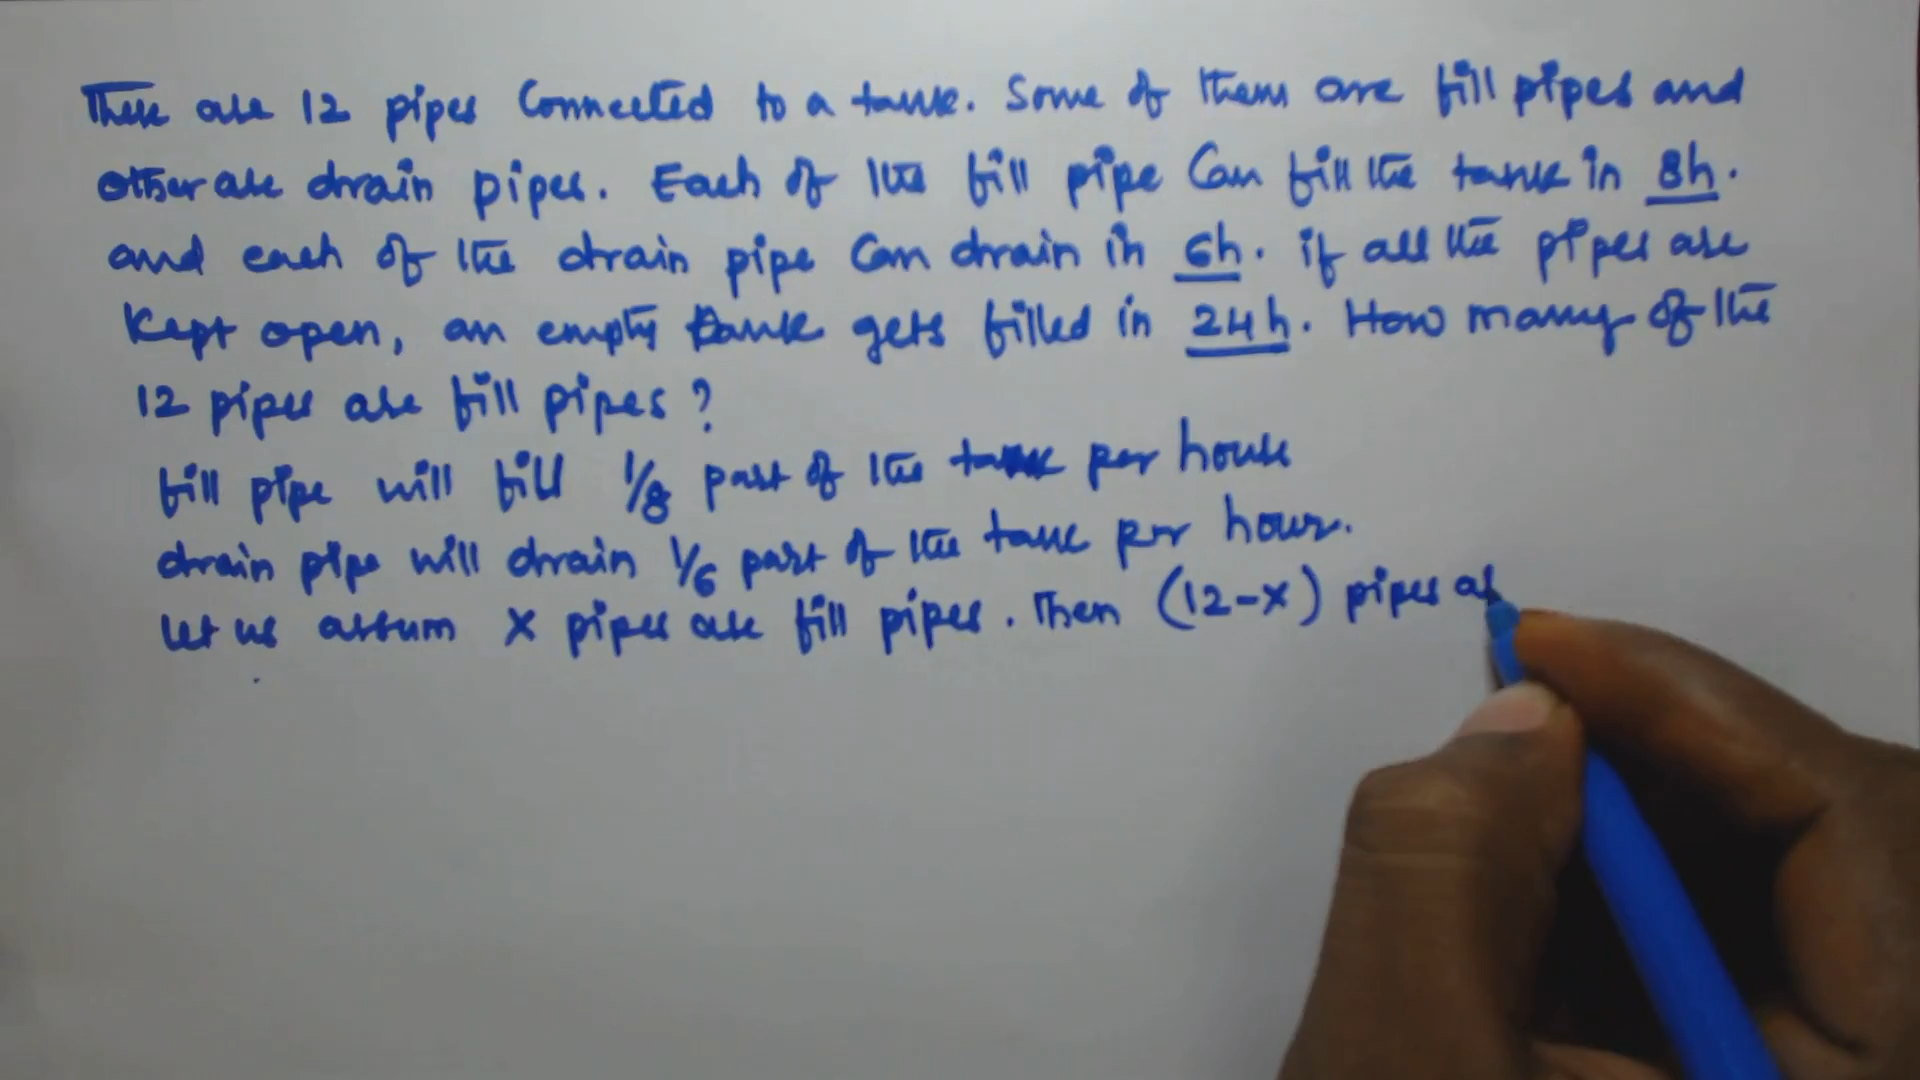 There are 12 pipes Connected to a tank. Some of them are fill pipes and
other are drain pipes. Each of the fill pipe Can fill the tank in 8h.
and each of the drain pipe Can drain in 6h. if all the pipes are
Kept open, an empty tank gets filled in 24h. How many of the
12 pipes are fill pipes?
fill pipe will fill 1/8 part of the tank per hour
drain pipe will drain 1/6 part of the tank per hour.
let us assum x pipes are fill pipes. Then (12-x) pipes a